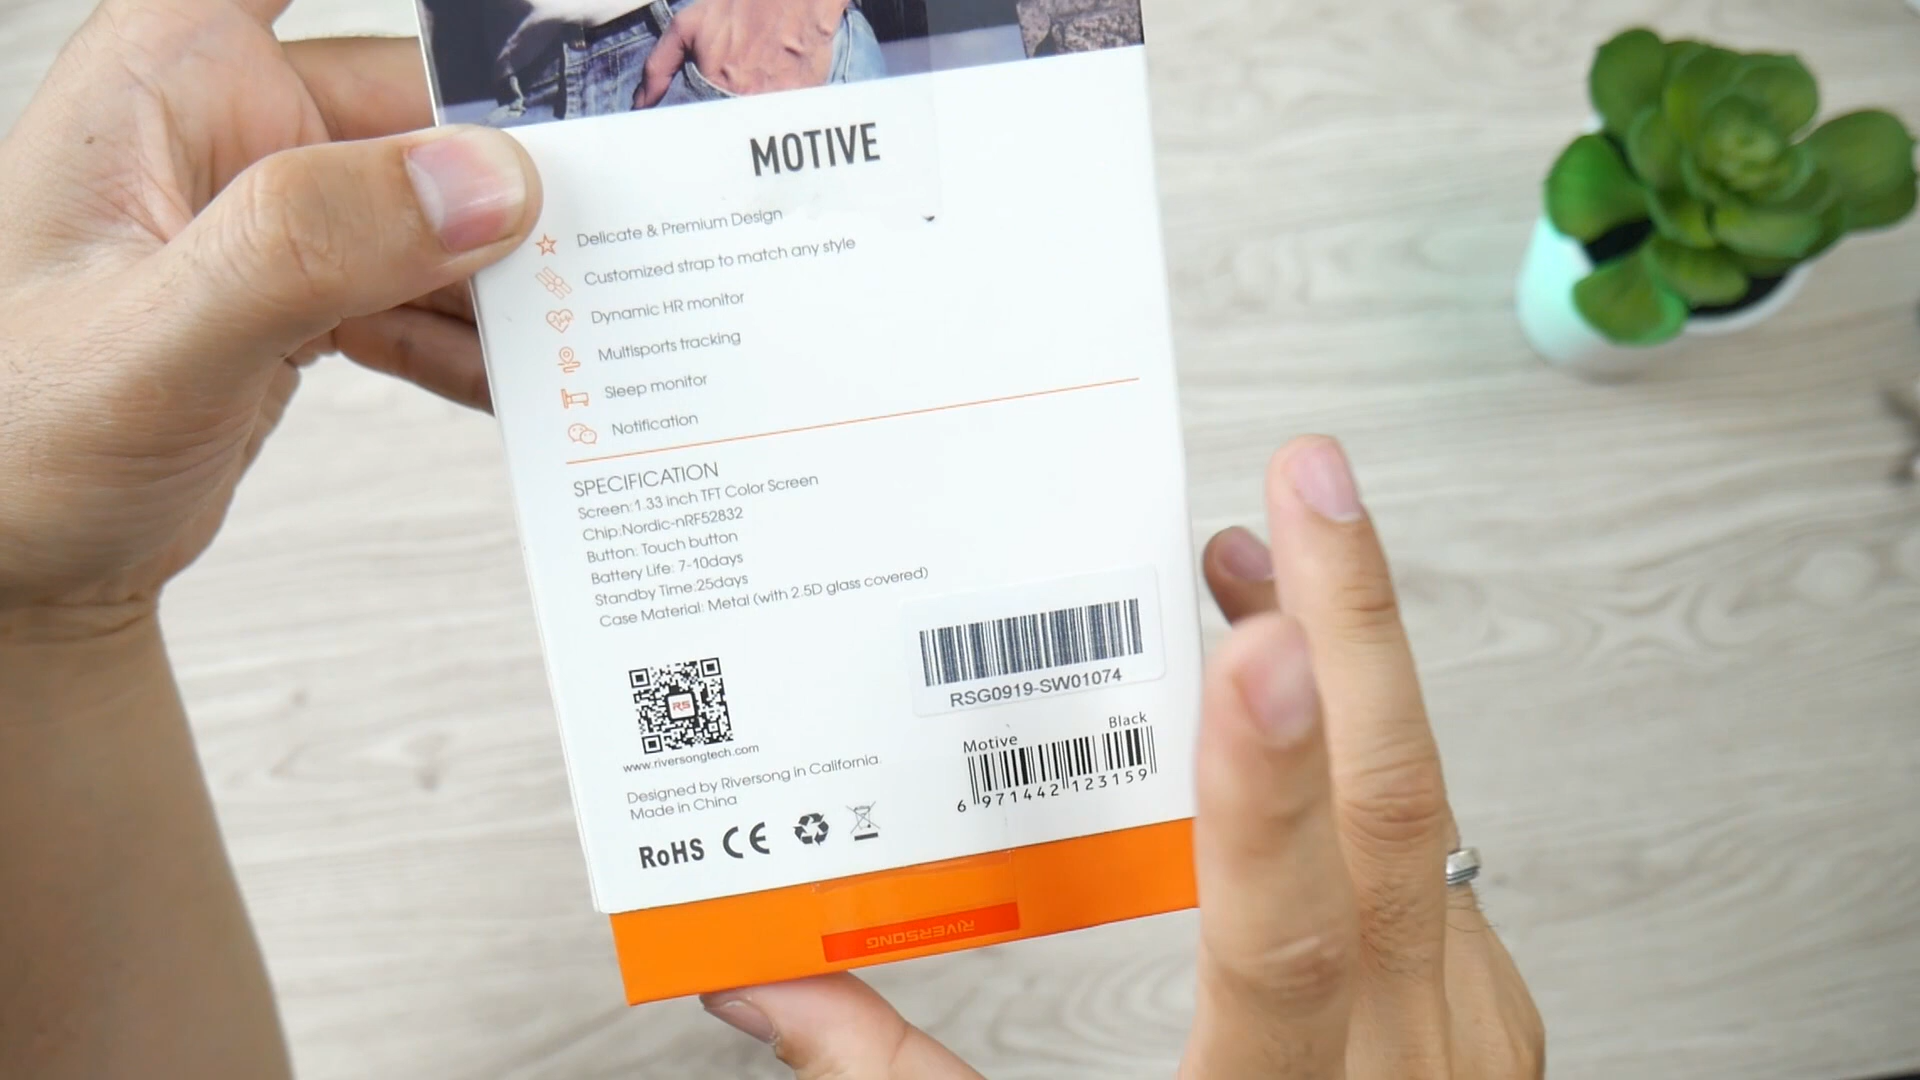 MOTIVE
Delicate & Premium Design
Customized strap to match any style
Dynamic HR monitor
Multisports tracking
Sleep monitor
Notification
SPECIFICATION
Screen:1.33 inch TFT Color Screen
Chip:Nordic-nRF52832
Button: Touch button
Battery Life: 7-10days
Standby Time:25days
Case Material: Metal (with 2.5D glass covered)
RSG0919-SW01074
RS
www.riversongtech.com
Motive Black
6 971442 123159
Designed by Riversong in California.
Made in China
RoHS CE
RIVERSONG